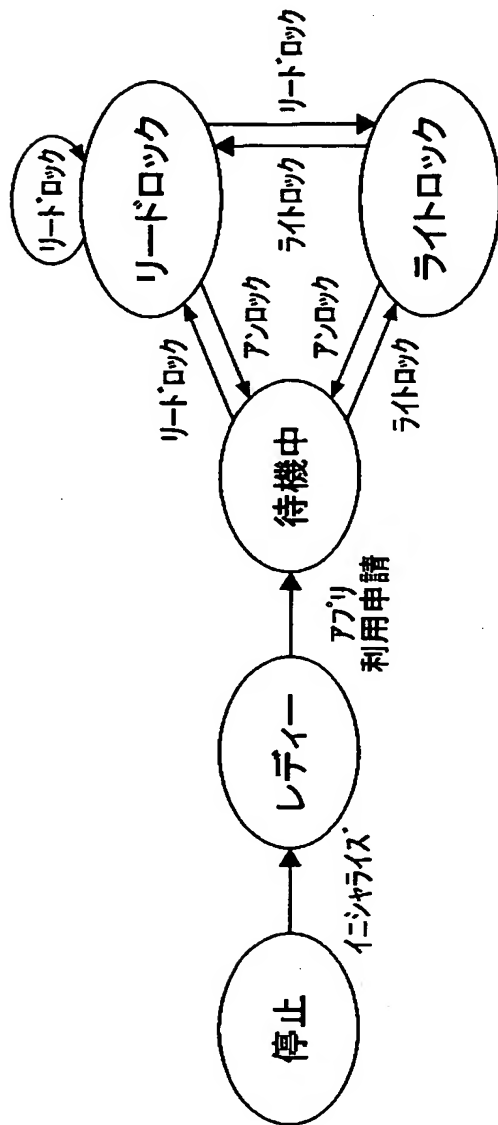 停止
イニシャライズ
レディー
アプリ
利用申請
待機中
リードロック
アンロック
アンロック
ライトロック
リードロック
リードロック
ライトロック
リードロック
ライトロック